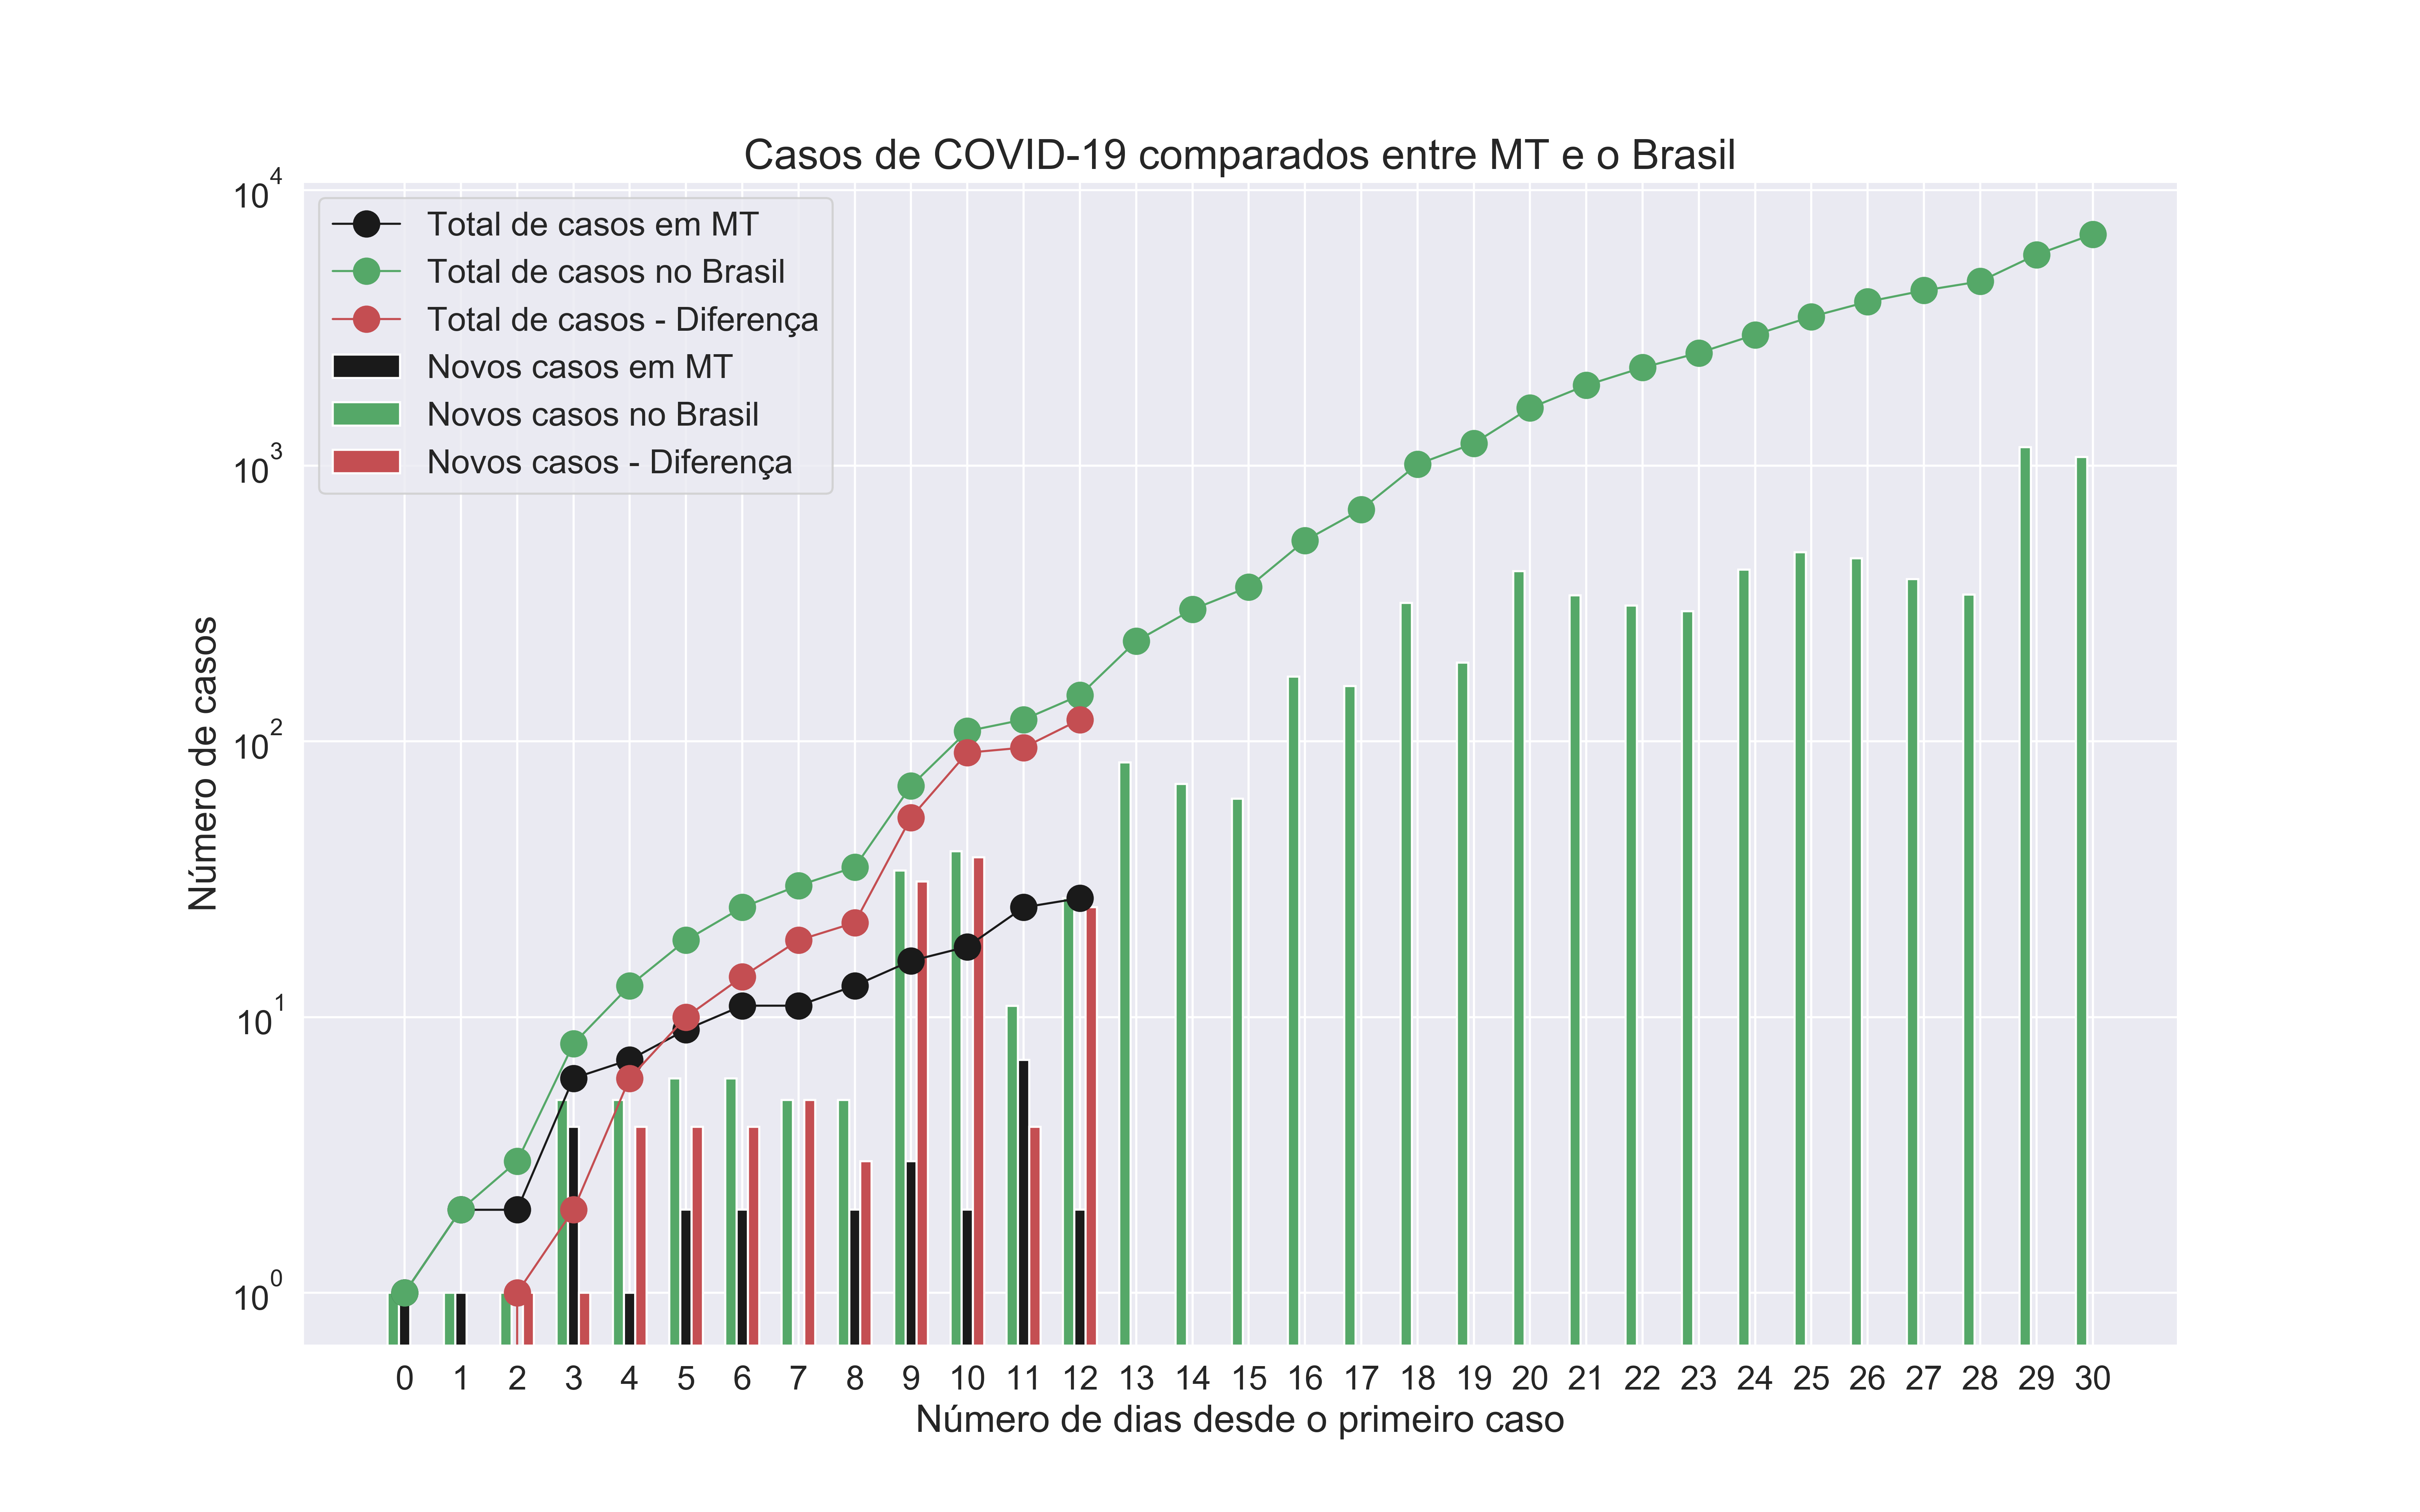 Casos de COVID-19 comparados entre MT e o Brasil
10^4
10^3
10^2
10^1
10^0
Número de casos
Total de casos em MT
Total de casos no Brasil
Total de casos - Diferença
Novos casos em MT
Novos casos no Brasil
Novos casos - Diferença
0 1 2 3 4 5 6 7 8 9 10 11 12 13 14 15 16 17 18 19 20 21 22 23 24 25 26 27 28 29 30
Número de dias desde o primeiro caso